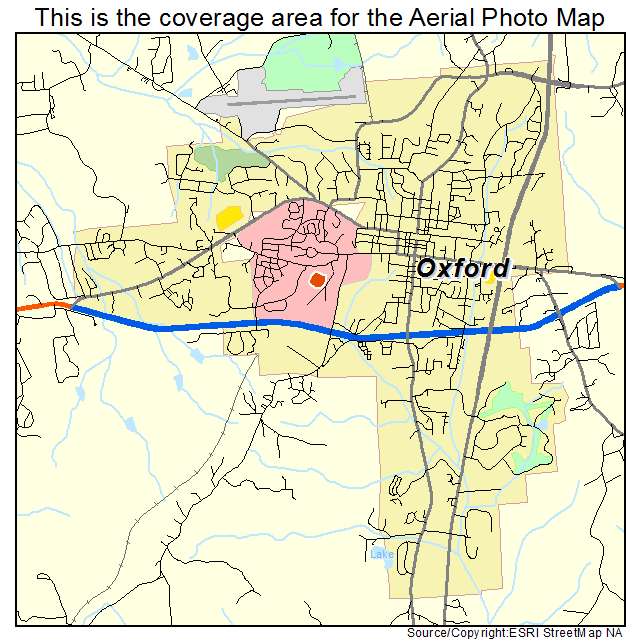 This is the coverage area for the Aerial Photo Map
Oxford
Lake
Source/Copyright:ESRI StreetMap NA